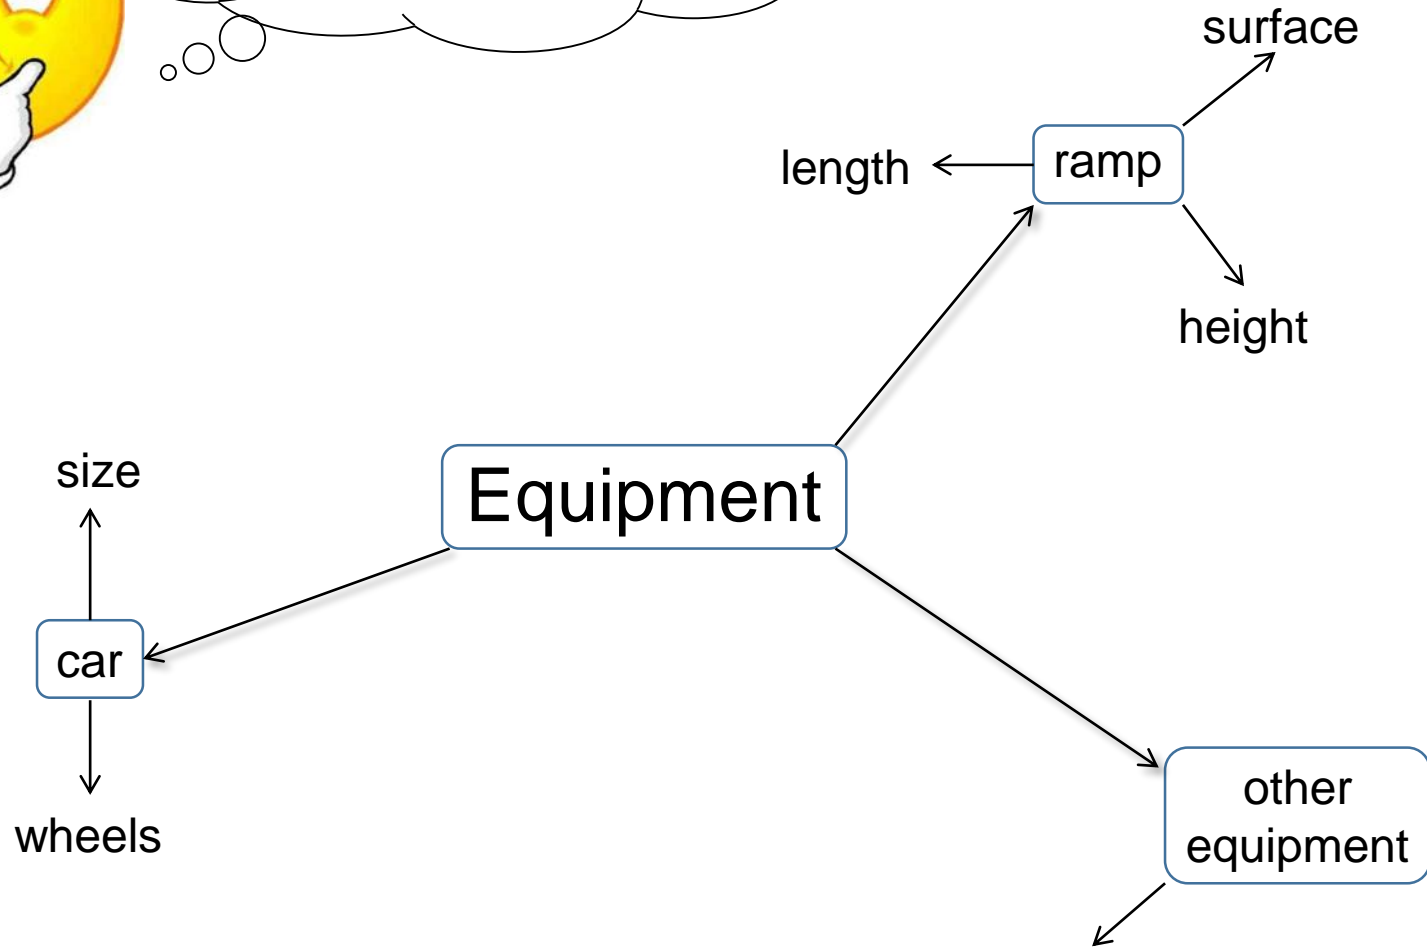 surface
length
ramp
height
size
Equipment
car
wheels
other
equipment